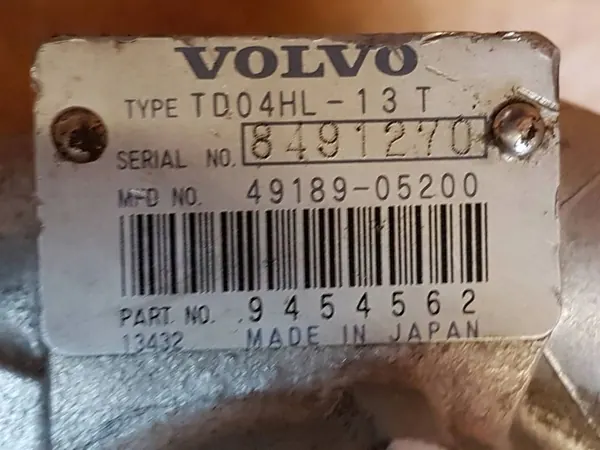 VOLVO
TYPE TD04HL-13T
SERIAL NO. 8491270
MFD NO. 49189-05200
PART. NO. 9454562
13432 MADE IN JAPAN